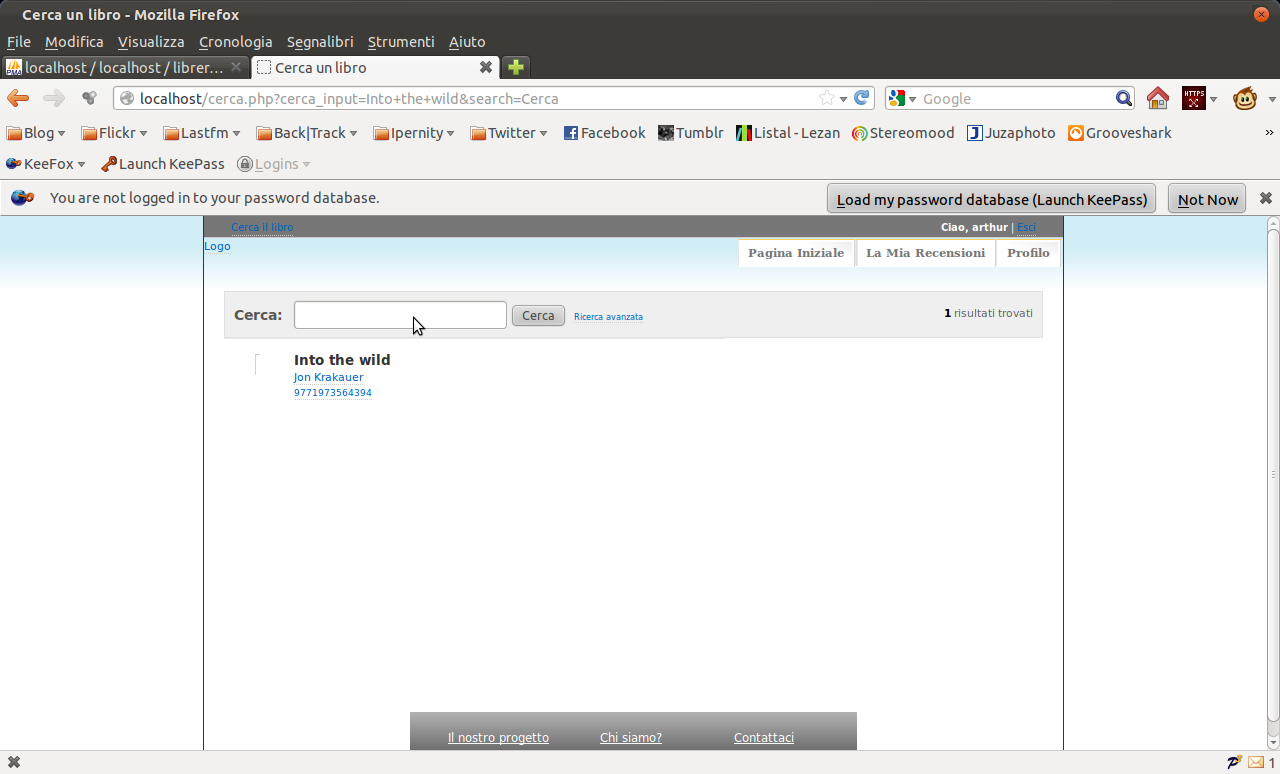 Cerca un libro - Mozilla Firefox
File Modifica Visualizza Cronologia Segnalibri Strumenti Aiuto
PMA localhost / localhost / librer... Cerca un libro
localhost/cerca.php?cerca_input=Into+the+wild&search=Cerca Google HTTPS
Blog Flickr Lastfm Back|Track Ipernity Twitter Facebook Tumblr Listal - Lezan Stereomood Juzaphoto Grooveshark »
KeeFox Launch KeePass Logins
You are not logged in to your password database. Load my password database (Launch KeePass) Not Now
Cerca il libro Ciao, arthur | Esci
Logo
Pagina Iniziale La Mia Recensioni Profilo
Cerca: Cerca Ricerca avanzata 1 risultati trovati
Into the wild
Jon Krakauer
9771973564394
Il nostro progetto Chi siamo? Contattaci
1